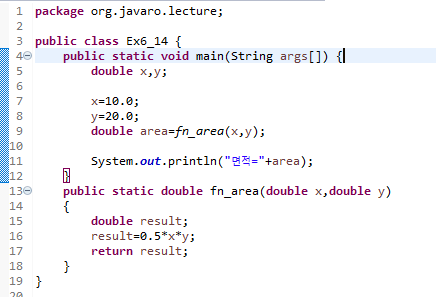 1 package org.javaro.lecture;
2
3 public class Ex6_14 {
4 public static void main(String args[]) {
5 double x,y;
6
7 x=10.0;
8 y=20.0;
9 double area=fn_area(x,y);
10
11 System.out.println("면적="+area);
12 }
13 public static double fn_area(double x,double y)
14 {
15 double result;
16 result=0.5*x*y;
17 return result;
18 }
19 }